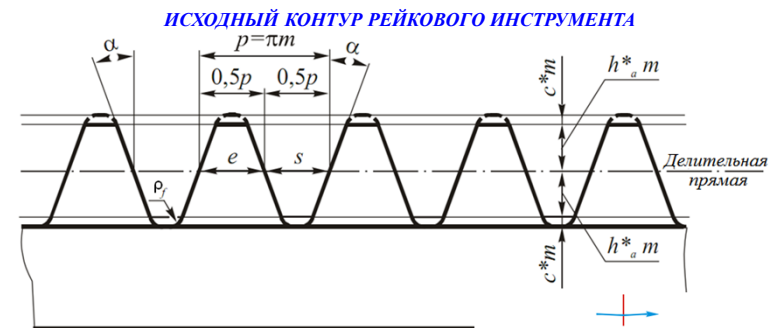 ИСХОДНЫЙ КОНТУР РЕЙКОВОГО ИНСТРУМЕНТА
α
p=πm
α
0,5p
0,5p
c*m
h*ₐ m
e
s
Делительная
прямая
ρf
h*ₐ m
c*m